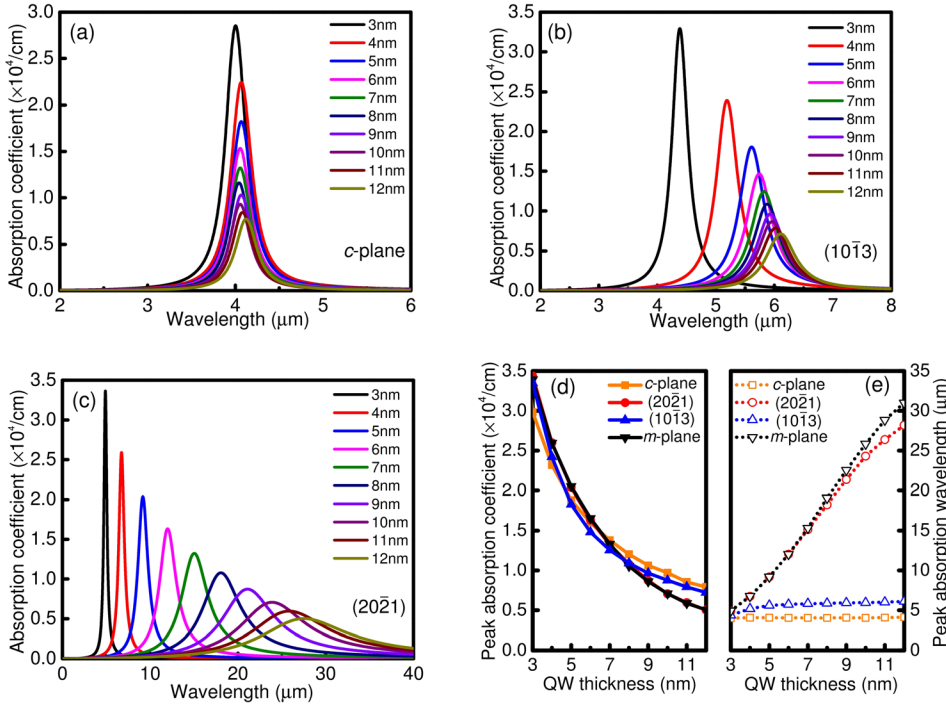 (a)
Absorption coefficient (×10⁴/cm)
3.0
2.5
2.0
1.5
1.0
0.5
0.0
2 3 4 5 6
Wavelength (μm)
3nm
4nm
5nm
6nm
7nm
8nm
9nm
10nm
11nm
12nm
c-plane
(b)
Absorption coefficient (×10⁴/cm)
3.5
3.0
2.5
2.0
1.5
1.0
0.5
0.0
2 3 4 5 6 7 8
Wavelength (μm)
3nm
4nm
5nm
6nm
7nm
8nm
9nm
10nm
11nm
12nm
(101̅3)
(c)
Absorption coefficient (×10⁴/cm)
3.5
3.0
2.5
2.0
1.5
1.0
0.5
0.0
0 10 20 30 40
Wavelength (μm)
3nm
4nm
5nm
6nm
7nm
8nm
9nm
10nm
11nm
12nm
(202̅1)
(d)
Peak absorption coefficient (×10⁴/cm)
3.5
3.0
2.5
2.0
1.5
1.0
0.5
0.0
3 5 7 9 11
QW thickness (nm)
c-plane
(202̅1)
(101̅3)
m-plane
(e)
c-plane
(202̅1)
(101̅3)
m-plane
3 5 7 9 11
QW thickness (nm)
35
30
25
20
15
10
5
0
Peak absorption wavelength (μm)